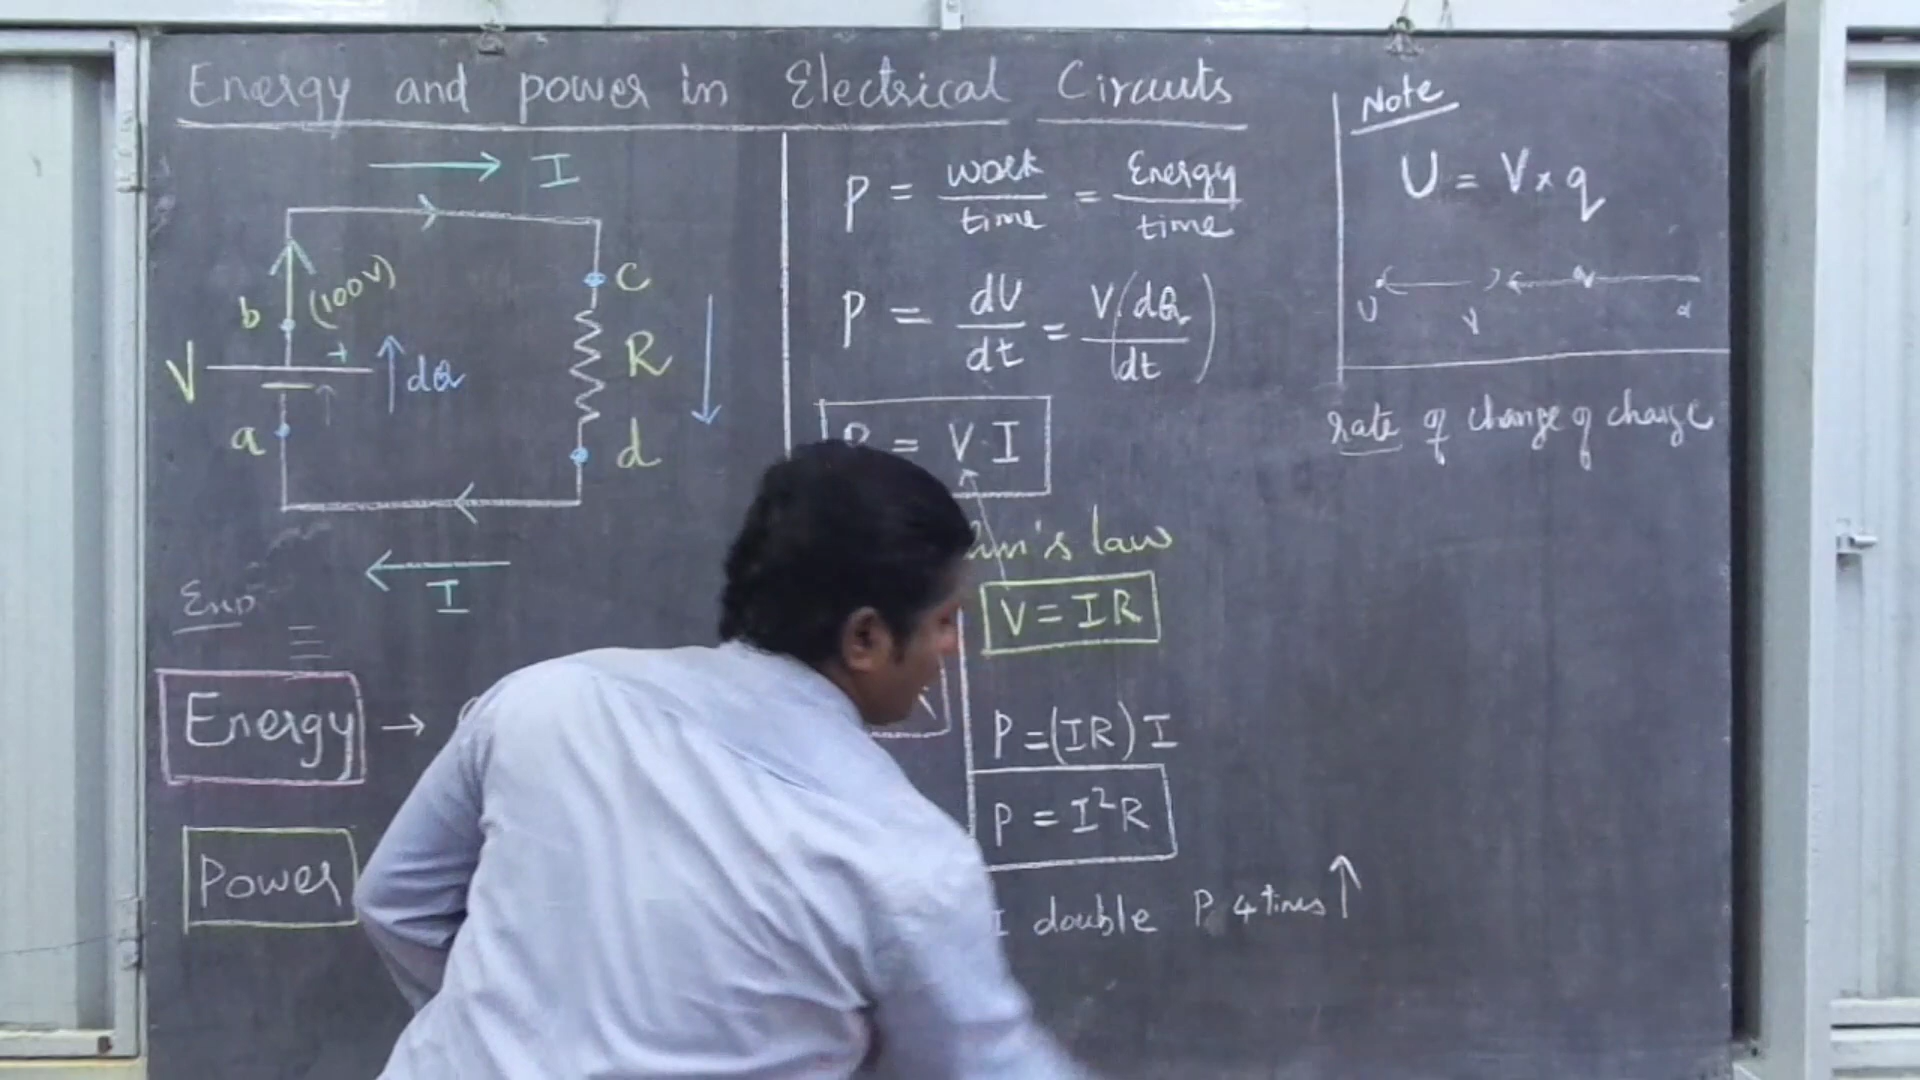 Energy and power in Electrical Circuits
I
b
(100V)
+
V
dQ
a
c
R
d
I
Energy →
Power
P = work/time = Energy/time
P = dU/dt = V(dQ/dt)
P = V I
's law
V = IR
P = (IR) I
P = I²R
I double P 4 times ↑
Note
U = V × q
rate of change of charge